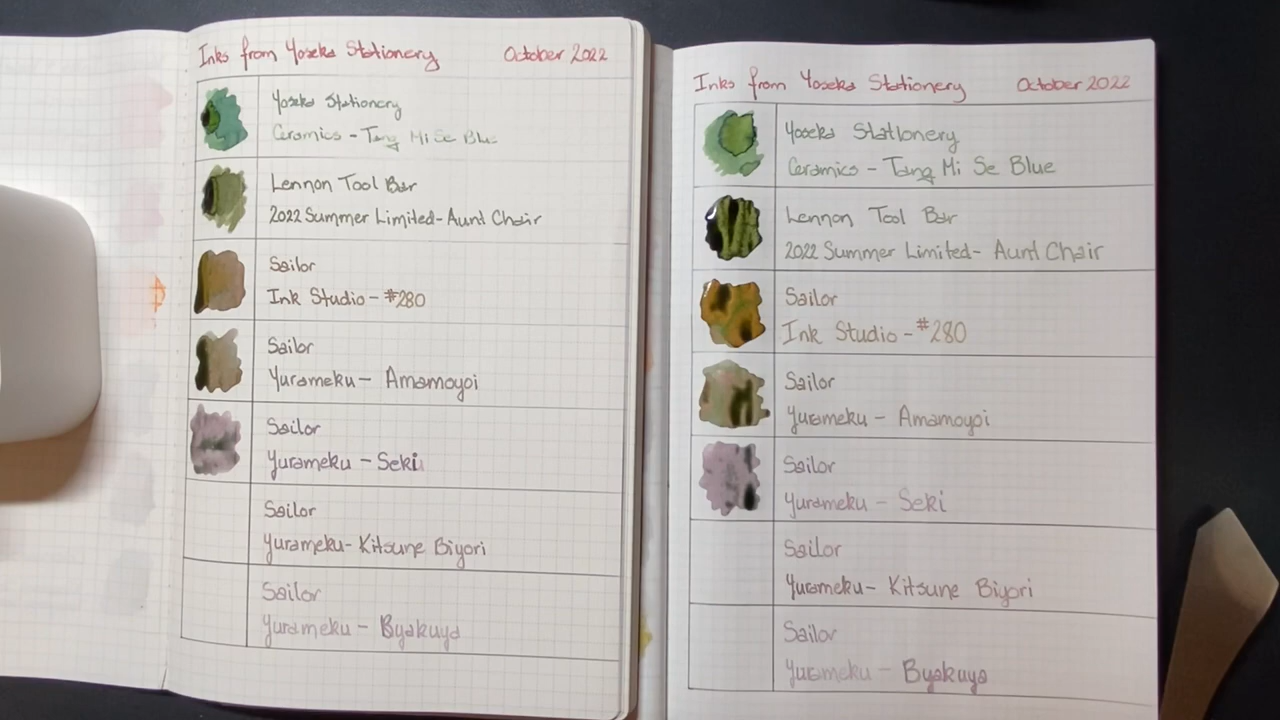 Inks from Yoseka Stationery October 2022
Yoseka Stationery
Ceramics - Tang Mi Se Blue
Lennon Tool Bar
2022 Summer Limited- Aunt Chair
Sailor
Ink Studio - #280
Sailor
Yurameku - Amamoyoi
Sailor
Yurameku - Seki
Sailor
Yurameku- Kitsune Biyori
Sailor
Yurameku - Byakuya
Inks from Yoseka Stationery October 2022
Yoseka Stationery
Ceramics - Tang Mi Se Blue
Lennon Tool Bar
2022 Summer Limited- Aunt Chair
Sailor
Ink Studio - #280
Sailor
Yurameku - Amamoyoi
Sailor
Yurameku - Seki
Sailor
Yurameku- Kitsune Biyori
Sailor
Yurameku - Byakuya